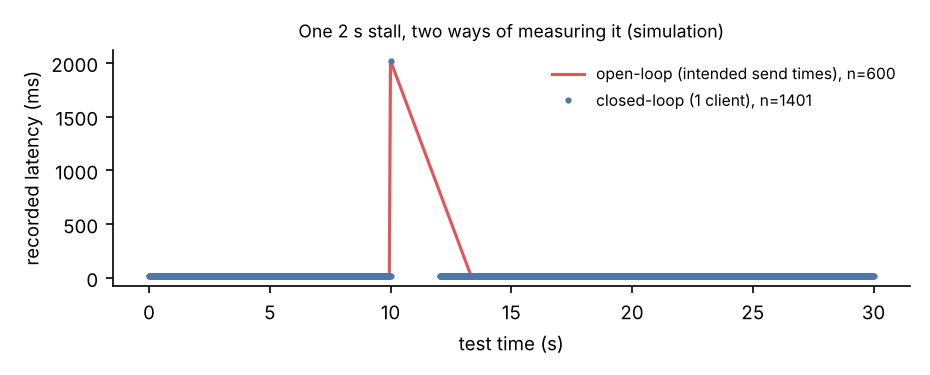 One 2 s stall, two ways of measuring it (simulation)
recorded latency (ms)
2000
1500
1000
500
0
open-loop (intended send times), n=600
closed-loop (1 client), n=1401
0 5 10 15 20 25 30
test time (s)